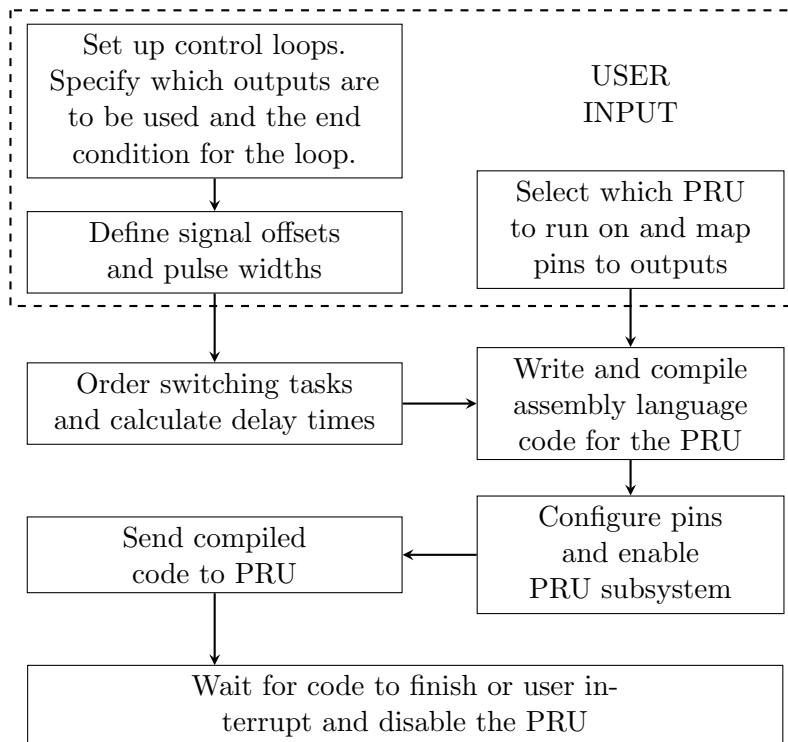 Set up control loops.
Specify which outputs are
to be used and the end
condition for the loop.
USER
INPUT
Define signal offsets
and pulse widths
Select which PRU
to run on and map
pins to outputs
Order switching tasks
and calculate delay times
Write and compile
assembly language
code for the PRU
Configure pins
and enable
PRU subsystem
Send compiled
code to PRU
Wait for code to finish or user in-
terrupt and disable the PRU